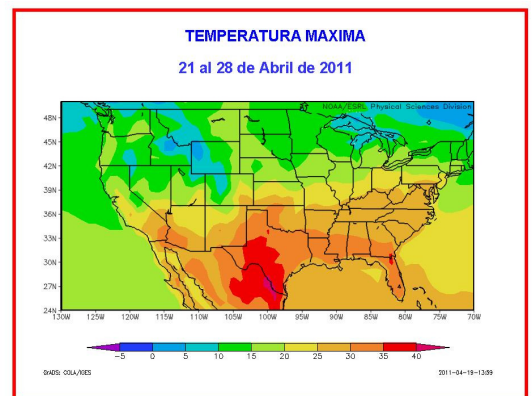 TEMPERATURA MAXIMA
21 al 28 de Abril de 2011
NOAA/ESRL Physical Sciences Division
48N
45N
42N
39N
36N
33N
30N
27N
24N
130W 125W 120W 115W 110W 105W 100W 95W 90W 85W 80W 75W 70W
-5 0 5 10 15 20 25 30 35 40
GrADS: COLA/IGES
2011-04-19-13:59